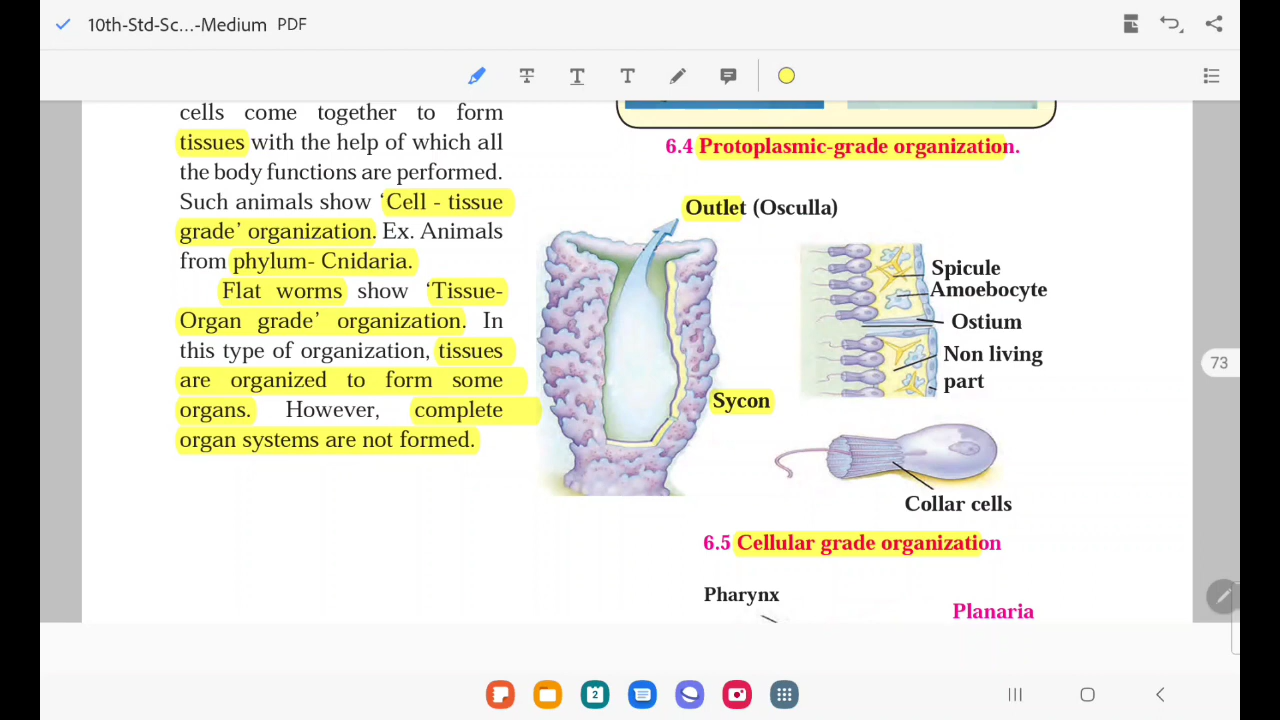 10th-Std-Sc...-Medium PDF
cells come together to form
tissues with the help of which all
the body functions are performed.
Such animals show ‘Cell - tissue
grade’ organization. Ex. Animals
from phylum- Cnidaria.
Flat worms show ‘Tissue-
Organ grade’ organization. In
this type of organization, tissues
are organized to form some
organs. However, complete
organ systems are not formed.
6.4 Protoplasmic-grade organization.
Outlet (Osculla)
Spicule
Amoebocyte
Ostium
Non living
part
Sycon
Collar cells
6.5 Cellular grade organization
Pharynx
Planaria
73
2